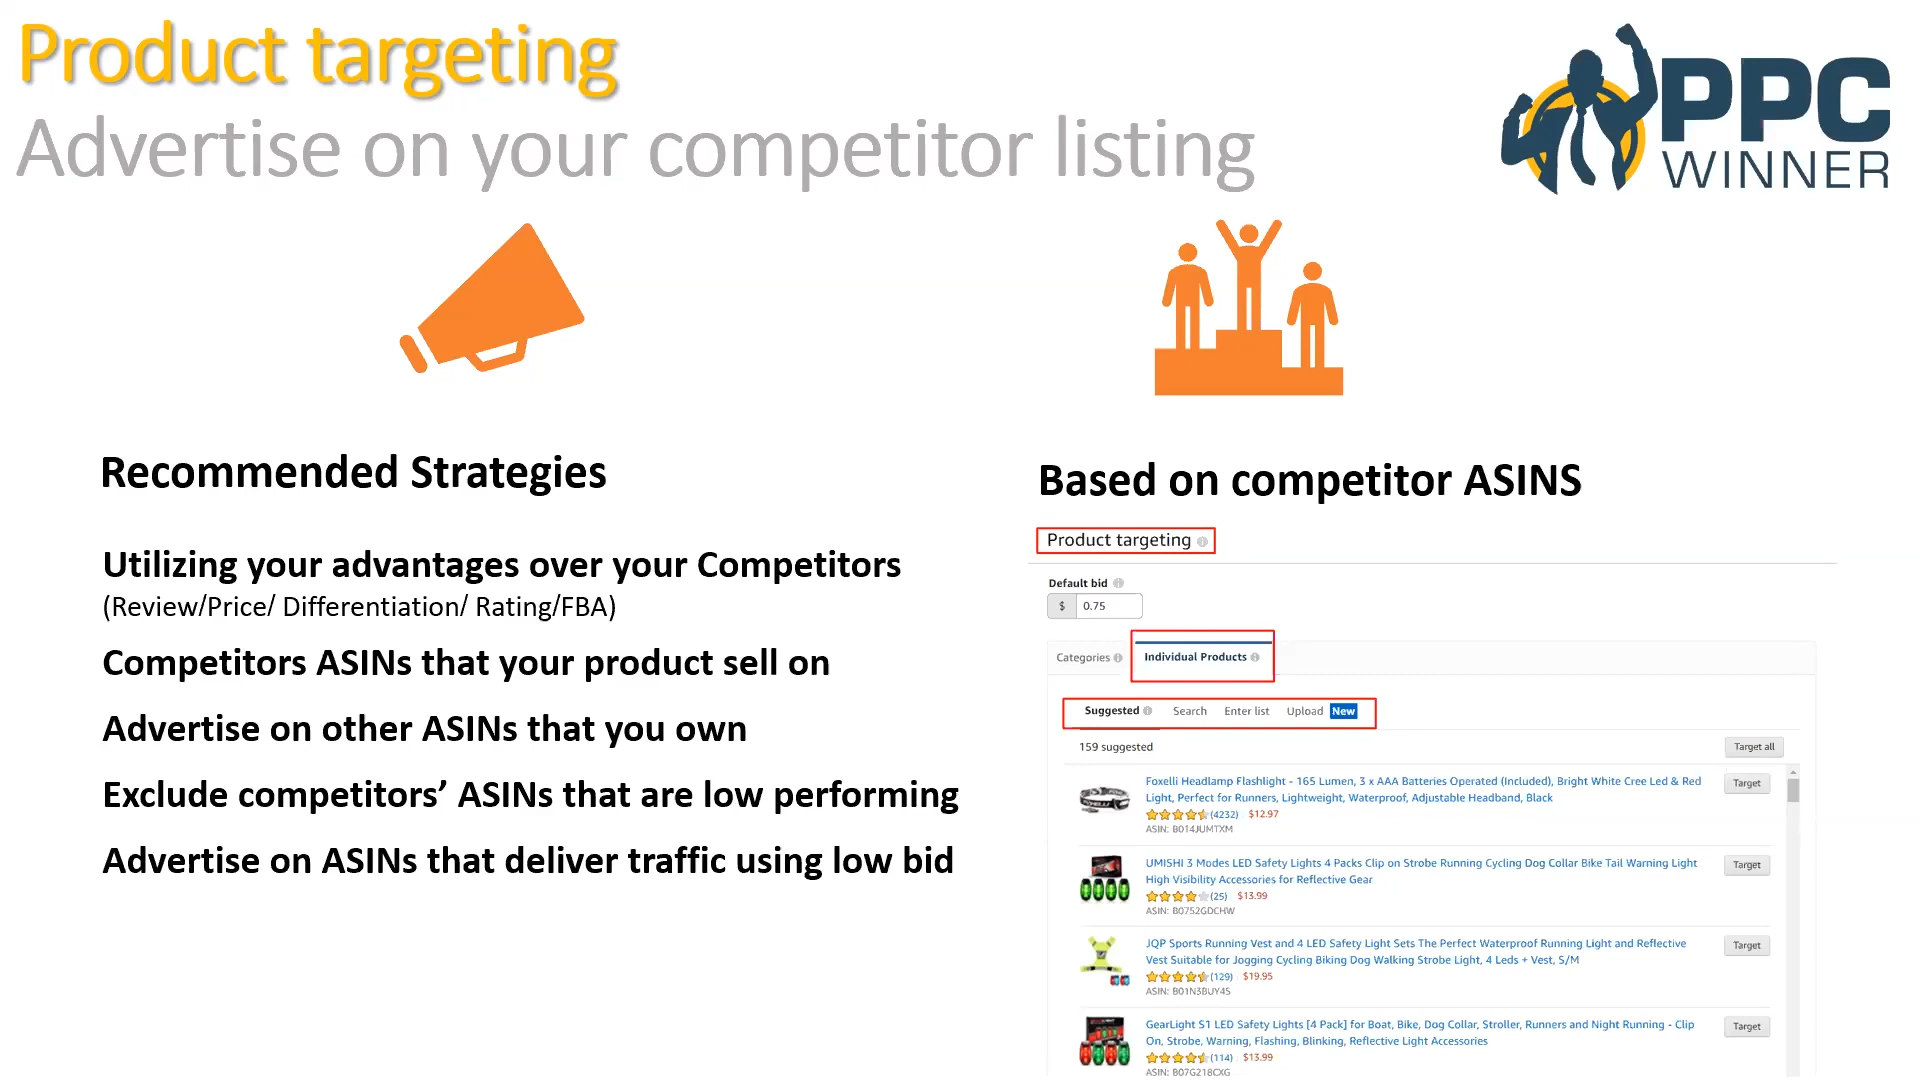 Product targeting
Advertise on your competitor listing
PPC
WINNER
Recommended Strategies
Utilizing your advantages over your Competitors
(Review/Price/ Differentiation/ Rating/FBA)
Competitors ASINs that your product sell on
Advertise on other ASINs that you own
Exclude competitors’ ASINs that are low performing
Advertise on ASINs that deliver traffic using low bid
Based on competitor ASINS
Product targeting
Default bid
$ 0.75
Categories Individual Products
Suggested Search Enter list Upload New
159 suggested Target all
Foxelli Headlamp Flashlight - 165 Lumen, 3 x AAA Batteries Operated (Included), Bright White Cree Led & Red Target
Light, Perfect for Runners, Lightweight, Waterproof, Adjustable Headband, Black
(4232) $12.97
ASIN: B014JUMTXM
UMISHI 3 Modes LED Safety Lights 4 Packs Clip on Strobe Running Cycling Dog Collar Bike Tail Warning Light Target
High Visibility Accessories for Reflective Gear
(25) $13.99
ASIN: B0752GDCHW
JQP Sports Running Vest and 4 LED Safety Light Sets The Perfect Waterproof Running Light and Reflective Target
Vest Suitable for Jogging Cycling Biking Dog Walking Strobe Light, 4 Leds + Vest, S/M
(129) $19.95
ASIN: B01N3BUY4S
GearLight S1 LED Safety Lights [4 Pack] for Boat, Bike, Dog Collar, Stroller, Runners and Night Running - Clip Target
On, Strobe, Warning, Flashing, Blinking, Reflective Light Accessories
(114) $13.99
ASIN: B07G218CXG